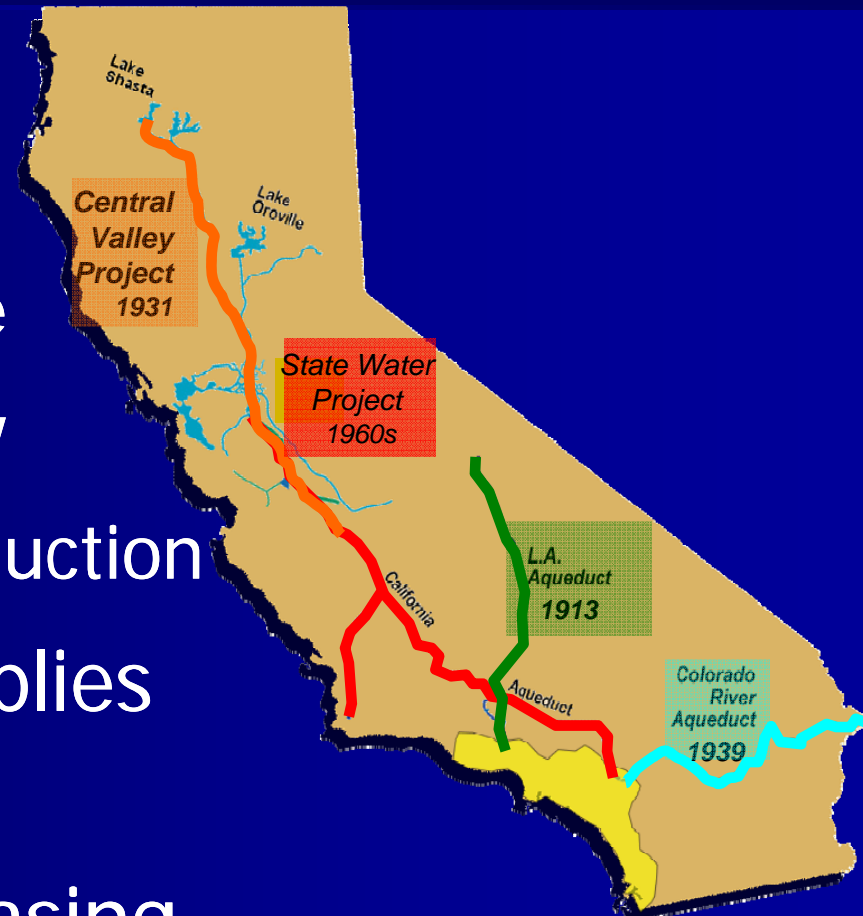 Lake
Shasta
Lake
Oroville
Central
Valley
Project
1931
State Water
Project
1960s
uction
plies
California
Aqueduct
L.A.
Aqueduct
1913
Colorado
River
Aqueduct
1939
asing